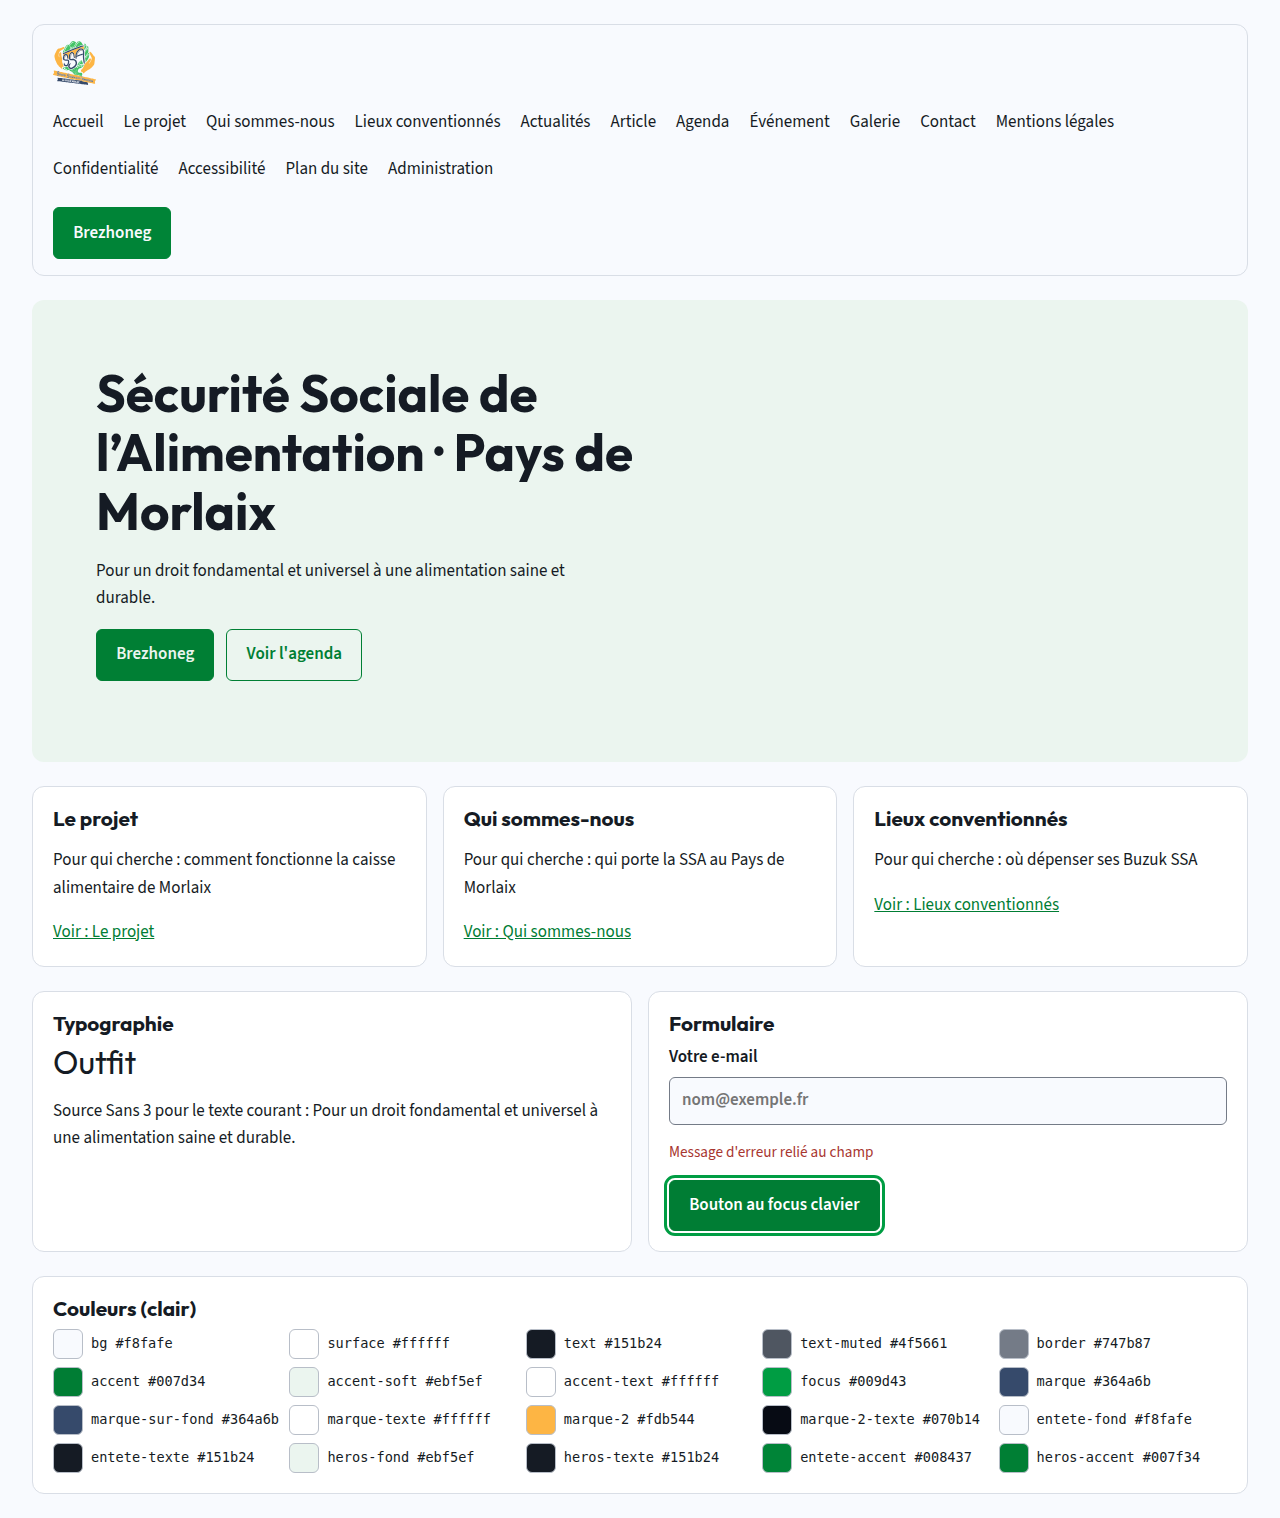 SSA
Accueil Le projet Qui sommes-nous Lieux conventionnés Actualités Article Agenda Événement Galerie Contact Mentions légales
Confidentialité Accessibilité Plan du site Administration
Brezhoneg
Sécurité Sociale de
l’Alimentation · Pays de
Morlaix
Pour un droit fondamental et universel à une alimentation saine et
durable.
Brezhoneg Voir l'agenda
Le projet
Pour qui cherche : comment fonctionne la caisse
alimentaire de Morlaix
Voir : Le projet
Qui sommes-nous
Pour qui cherche : qui porte la SSA au Pays de
Morlaix
Voir : Qui sommes-nous
Lieux conventionnés
Pour qui cherche : où dépenser ses Buzuk SSA
Voir : Lieux conventionnés
Typographie
Outfit
Source Sans 3 pour le texte courant : Pour un droit fondamental et universel à
une alimentation saine et durable.
Formulaire
Votre e-mail
nom@exemple.fr
Message d'erreur relié au champ
Bouton au focus clavier
Couleurs (clair)
bg #f8fafe surface #ffffff text #151b24 text-muted #4f5661 border #747b87
accent #007d34 accent-soft #ebf5ef accent-text #ffffff focus #009d43 marque #364a6b
marque-sur-fond #364a6b marque-texte #ffffff marque-2 #fdb544 marque-2-texte #070b14 entete-fond #f8fafe
entete-texte #151b24 heros-fond #ebf5ef heros-texte #151b24 entete-accent #008437 heros-accent #007f34